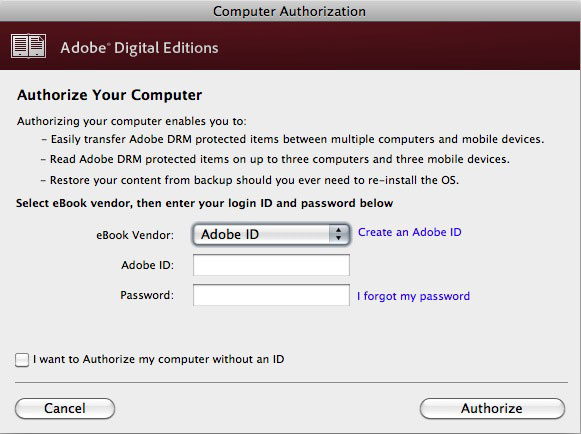 Computer Authorization
Adobe® Digital Editions
Authorize Your Computer
Authorizing your computer enables you to:
– Easily transfer Adobe DRM protected items between multiple computers and mobile devices.
– Read Adobe DRM protected items on up to three computers and three mobile devices.
– Restore your content from backup should you ever need to re-install the OS.
Select eBook vendor, then enter your login ID and password below
eBook Vendor: Adobe ID Create an Adobe ID
Adobe ID:
Password: I forgot my password
I want to Authorize my computer without an ID
Cancel Authorize